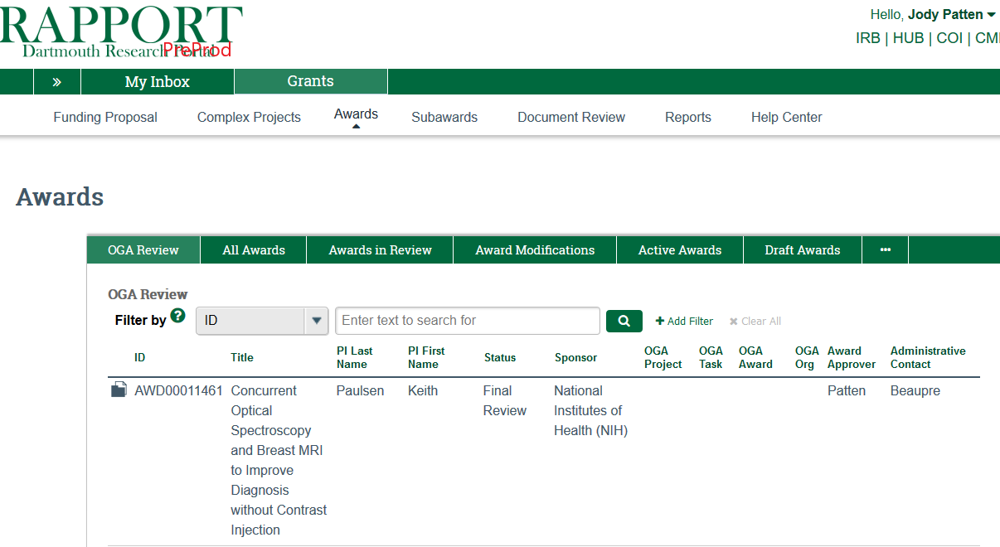 RAPPORT
Dartmouth Research Portal
PreProd
Hello, Jody Patten
IRB | HUB | COI | CM
» My Inbox Grants
Funding Proposal Complex Projects Awards Subawards Document Review Reports Help Center
Awards
OGA Review All Awards Awards in Review Award Modifications Active Awards Draft Awards •••
OGA Review
Filter by ? ID Enter text to search for + Add Filter × Clear All
ID Title PI Last Name PI First Name Status Sponsor OGA Project OGA Task OGA Award OGA Org Award Approver Administrative Contact
AWD00011461 Concurrent Paulsen Keith Final National Patten Beaupre
Optical Review Institutes of
Spectroscopy Health (NIH)
and Breast MRI
to Improve
Diagnosis
without Contrast
Injection